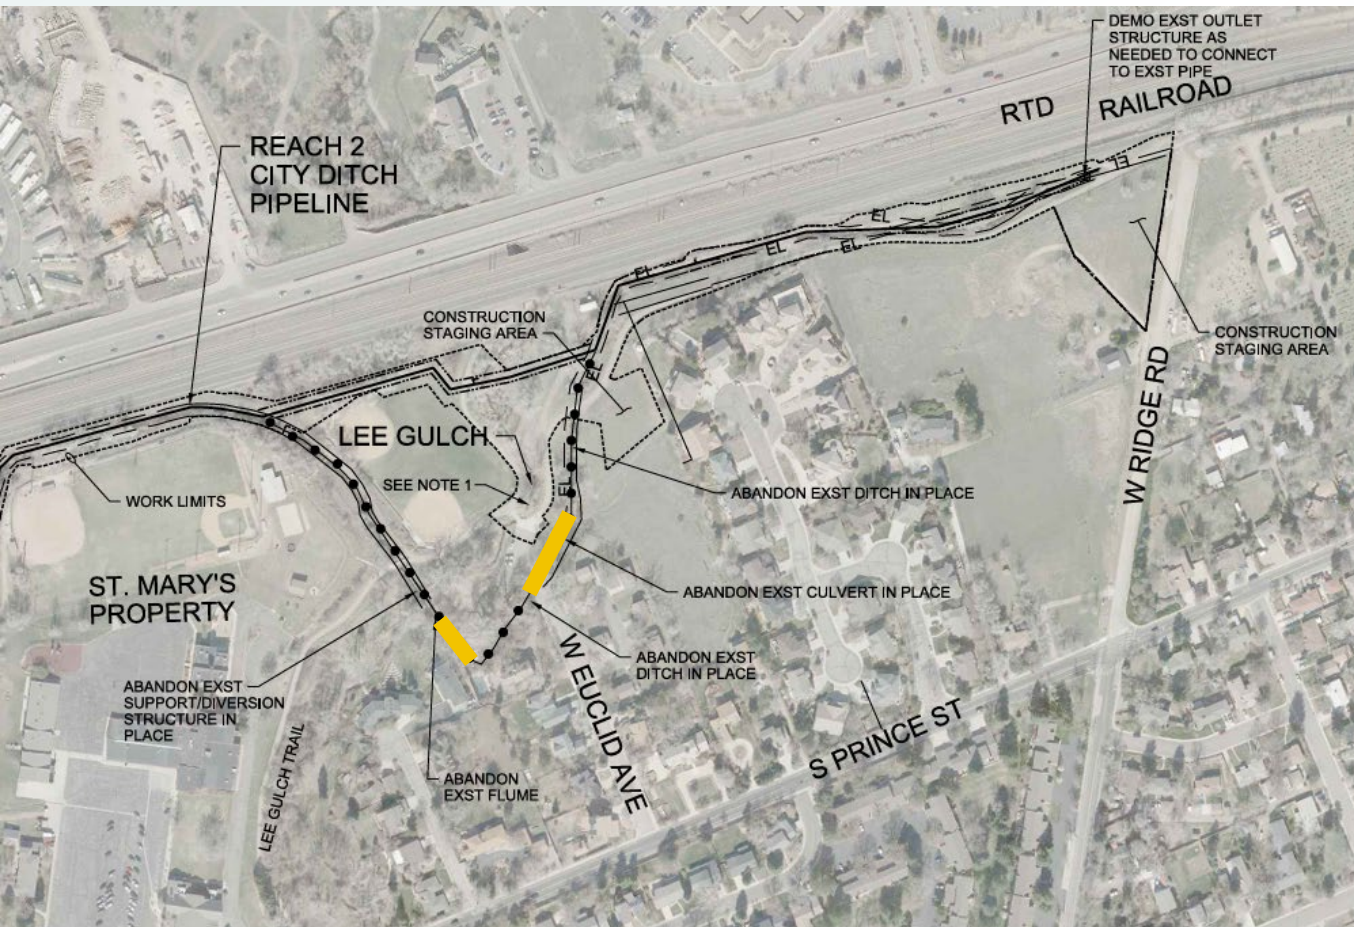 DEMO EXST OUTLET
STRUCTURE AS
NEEDED TO CONNECT
TO EXST PIPE
RTD RAILROAD
REACH 2
CITY DITCH
PIPELINE
EL
EL
EL
EL
EL
CONSTRUCTION
STAGING AREA
CONSTRUCTION
STAGING AREA
EL
W RIDGE RD
LEE GULCH
SEE NOTE 1
EL
ABANDON EXST DITCH IN PLACE
WORK LIMITS
ST. MARY'S
PROPERTY
ABANDON EXST CULVERT IN PLACE
ABANDON EXST
DITCH IN PLACE
W EUCLID AVE
ABANDON EXST
SUPPORT/DIVERSION
STRUCTURE IN
PLACE
S PRINCE ST
LEE GULCH TRAIL
ABANDON
EXST FLUME